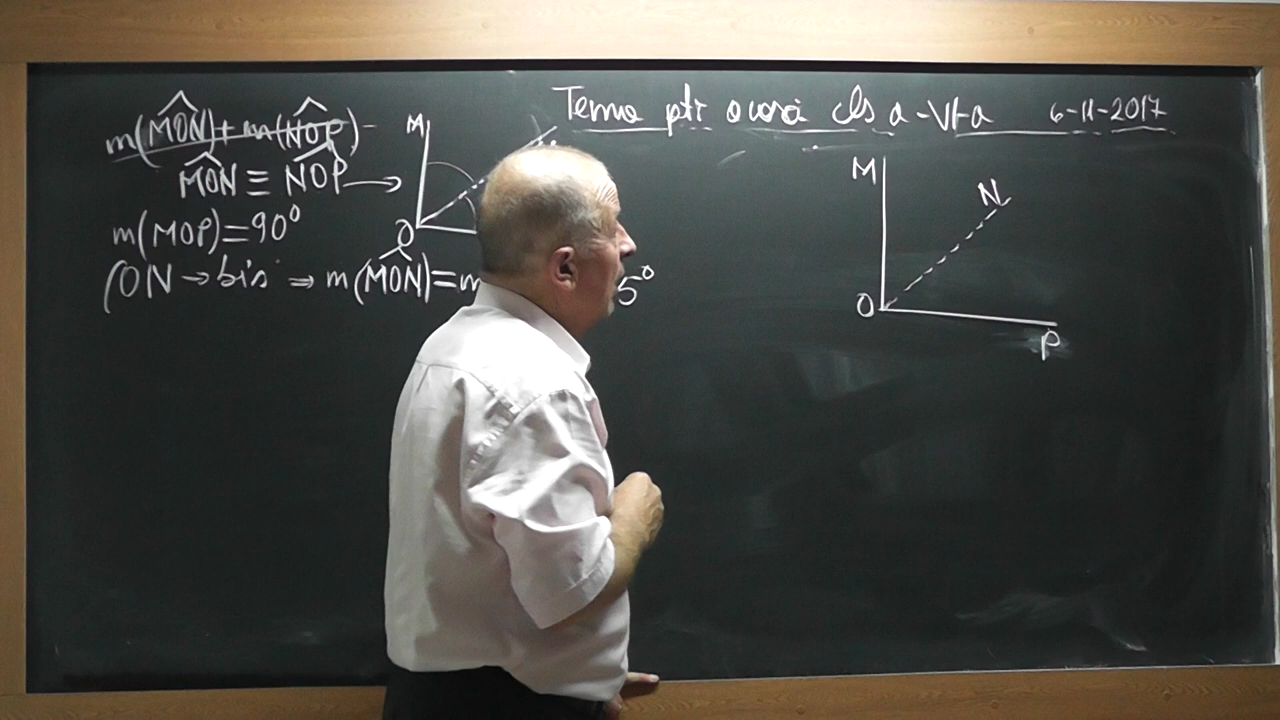 Tema ptr acasă cls a-VI-a 6-11-2017
m(MON)+m(NOP)-
MON ≡ NOP →
m(MOP)=90°
(ON → bis ⇒ m(MON)=m 5°
M
O
M
N
O
P